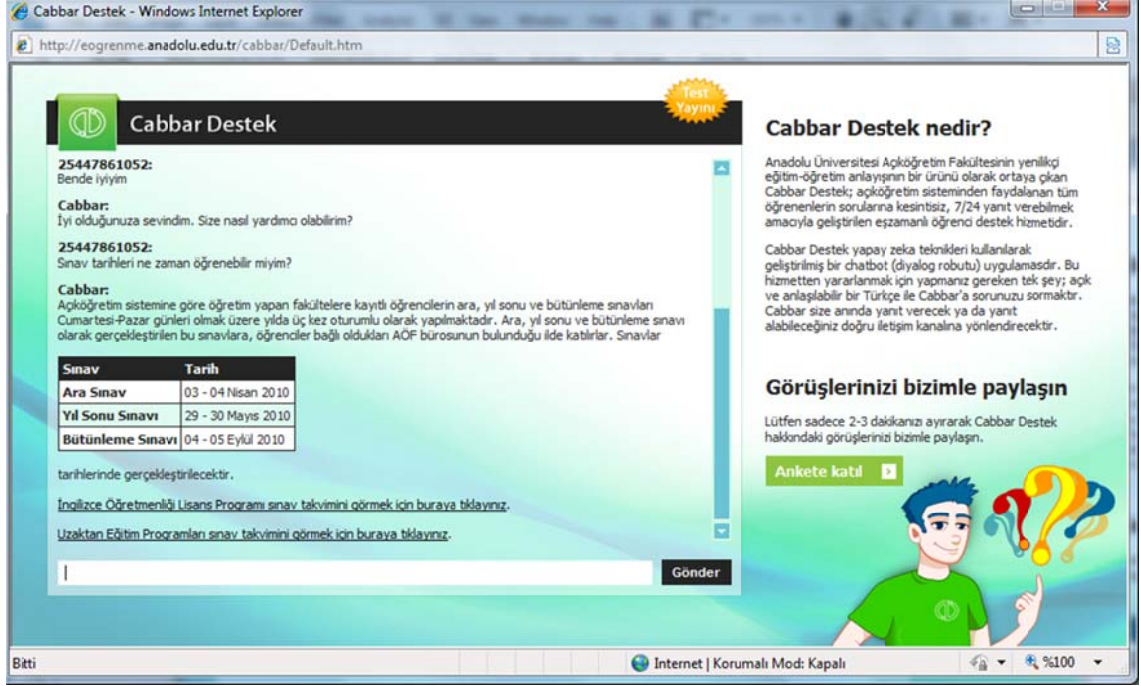 Cabbar Destek - Windows Internet Explorer
http://eogrenme.anadolu.edu.tr/cabbar/Default.htm
Test
Yayını
Cabbar Destek
25447861052:
Bende iyiyim
Cabbar:
İyi olduğunuza sevindim. Size nasıl yardımcı olabilirim?
25447861052:
Sınav tarihleri ne zaman öğrenebilir miyim?
Cabbar:
Açıköğretim sistemine göre öğretim yapan fakültelere kayıtlı öğrencilerin ara, yıl sonu ve bütünleme sınavları
Cumartesi-Pazar günleri olmak üzere yılda üç kez oturumlu olarak yapılmaktadır. Ara, yıl sonu ve bütünleme sınavı
olarak gerçekleştirilen bu sınavlara, öğrenciler bağlı oldukları AÖF bürosunun bulunduğu ilde katılırlar. Sınavlar
Sınav Tarih
Ara Sınav 03 - 04 Nisan 2010
Yıl Sonu Sınavı 29 - 30 Mayıs 2010
Bütünleme Sınavı 04 - 05 Eylül 2010
tarihlerinde gerçekleştirilecektir.
İngilizce Öğretmenliği Lisans Programı sınav takvimini görmek için buraya tıklayınız.
Uzaktan Eğitim Programları sınav takvimini görmek için buraya tıklayınız.
Gönder
Cabbar Destek nedir?
Anadolu Üniversitesi Açıköğretim Fakültesinin yenilikçi
eğitim-öğretim anlayışının bir ürünü olarak ortaya çıkan
Cabbar Destek; açıköğretim sisteminden faydalanan tüm
öğrenenlerin sorularına kesintisiz, 7/24 yanıt verebilmek
amacıyla geliştirilen eşzamanlı öğrenci destek hizmetidir.
Cabbar Destek yapay zeka teknikleri kullanılarak
geliştirilmiş bir chatbot (diyalog robutu) uygulamasdır. Bu
hizmetten yararlanmak için yapmanız gereken tek şey; açık
ve anlaşılabilir bir Türkçe ile Cabbar'a sorunuzu sormaktır.
Cabbar size anında yanıt verecek ya da yanıt
alabileceğiniz doğru iletişim kanalına yönlendirecektir.
Görüşlerinizi bizimle paylaşın
Lütfen sadece 2-3 dakikanızı ayırarak Cabbar Destek
hakkındaki görüşlerinizi bizimle paylaşın.
Ankete katıl
Bitti
Internet | Korumalı Mod: Kapalı
%100